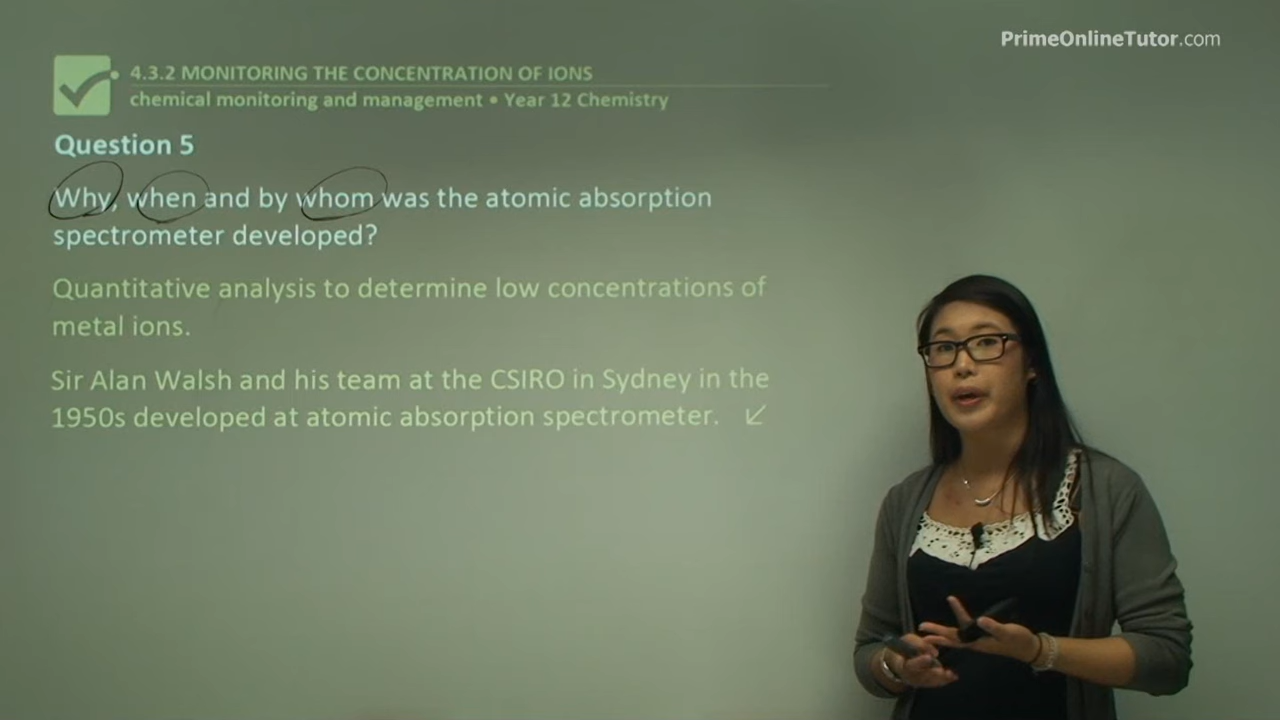 PrimeOnlineTutor.com
4.3.2 MONITORING THE CONCENTRATION OF IONS
chemical monitoring and management • Year 12 Chemistry
Question 5
Why, when and by whom was the atomic absorption
spectrometer developed?
Quantitative analysis to determine low concentrations of
metal ions.
Sir Alan Walsh and his team at the CSIRO in Sydney in the
1950s developed at atomic absorption spectrometer.